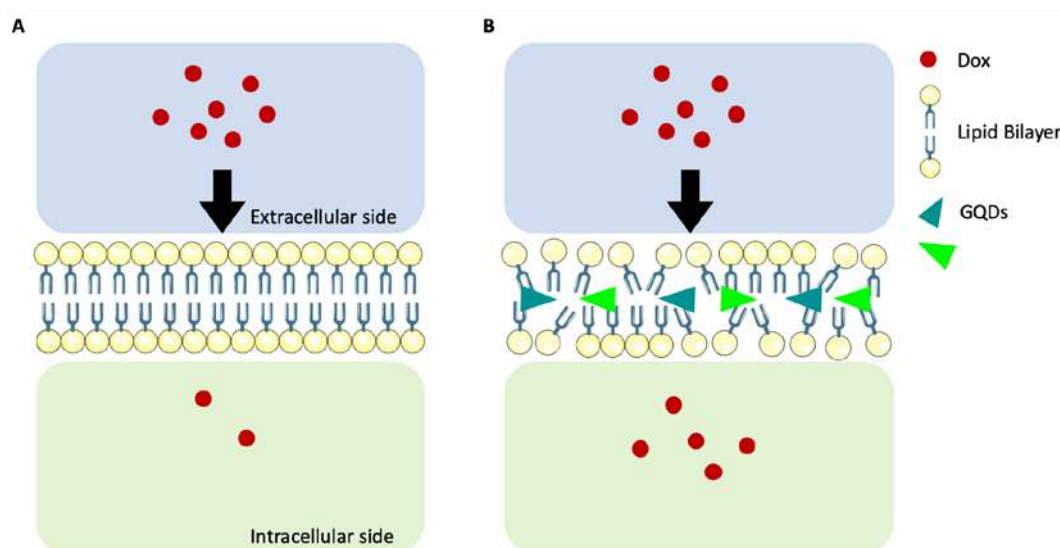 A
B
Dox
Lipid Bilayer
GQDs
Extracellular side
Intracellular side